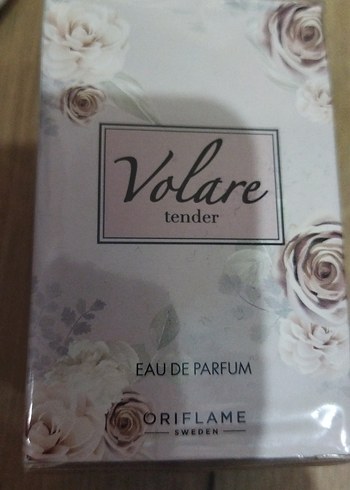 Volare
tender
EAU DE PARFUM
ORIFLAME
SWEDEN